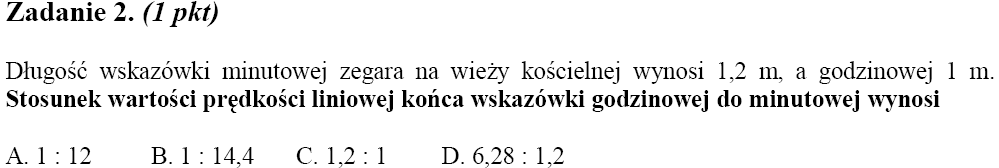 Zadanie 2. (1 pkt)
Długość wskazówki minutowej zegara na wieży kościelnej wynosi 1,2 m, a godzinowej 1 m.
Stosunek wartości prędkości liniowej końca wskazówki godzinowej do minutowej wynosi
A. 1 : 12 B. 1 : 14,4 C. 1,2 : 1 D. 6,28 : 1,2